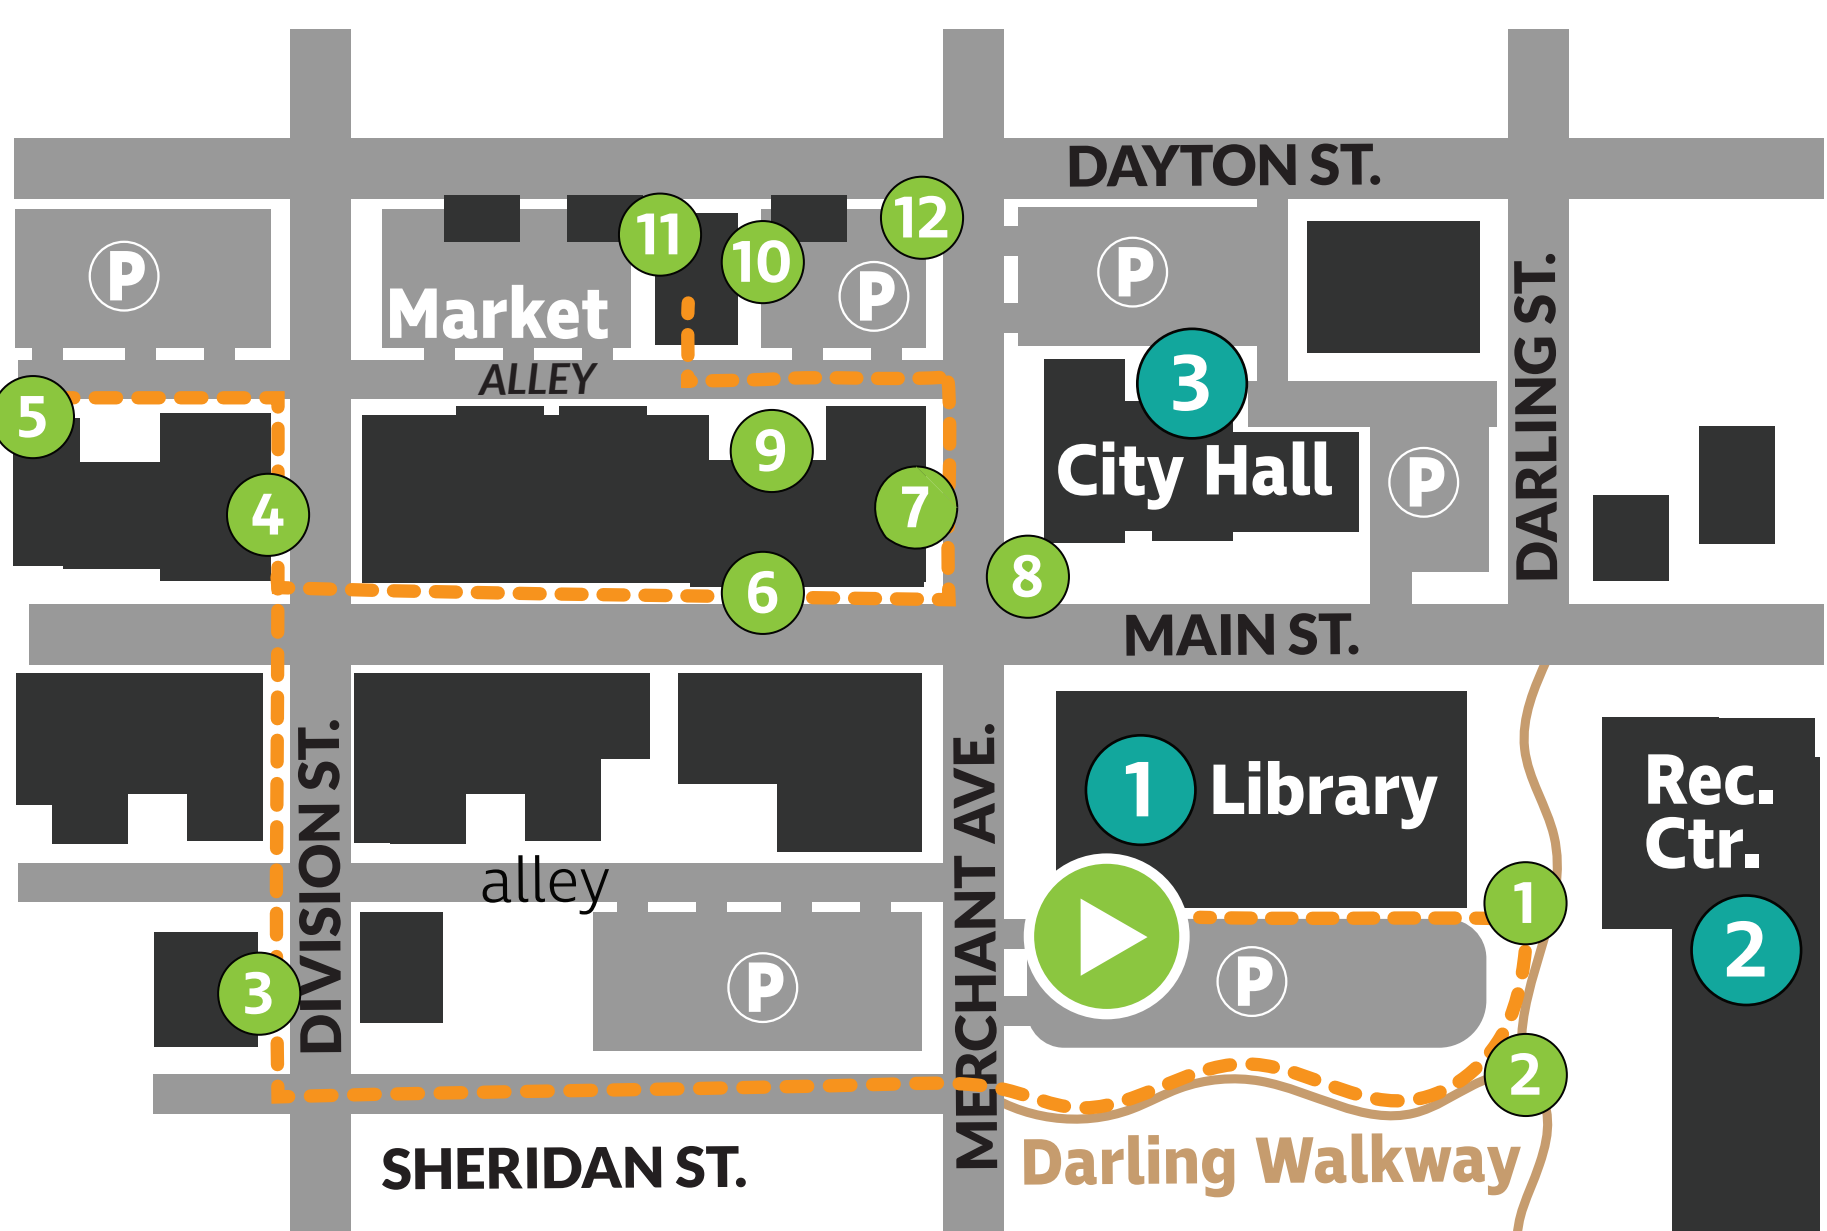 DAYTON ST.
12
11
10
P
P
P
Market
DARLING ST.
ALLEY
3
5
9
City Hall
P
4
7
8
6
MAIN ST.
DIVISION ST.
MERCHANT AVE.
1
Library
Rec.
Ctr.
alley
1
2
3
P
P
2
SHERIDAN ST.
Darling Walkway